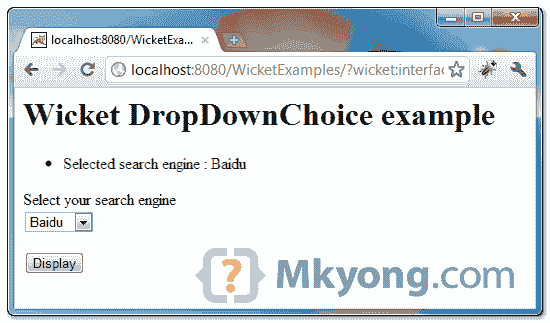 localhost:8080/WicketExa...
localhost:8080/WicketExamples/?wicket:interfac
Wicket DropDownChoice example
• Selected search engine : Baidu
Select your search engine
Baidu
Display
{?} Mkyong.com